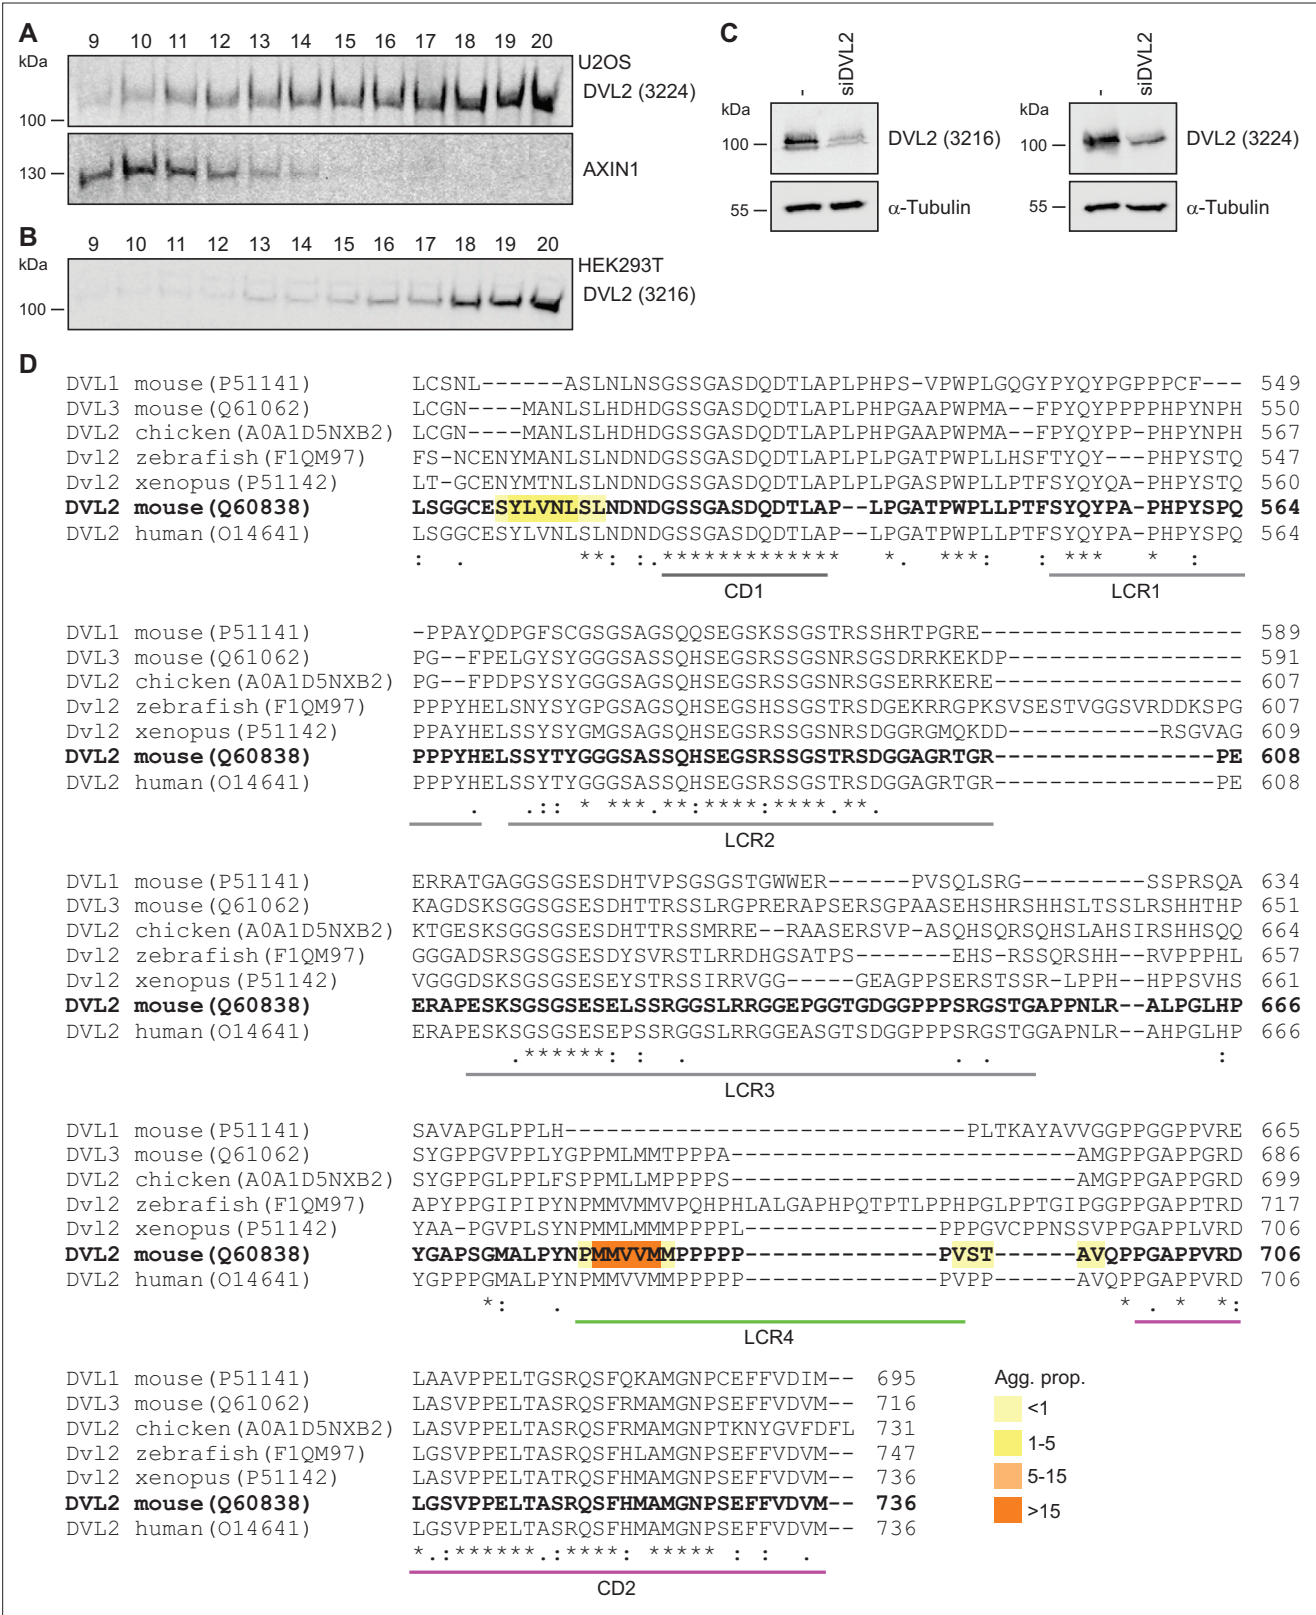 A
9 10 11 12 13 14 15 16 17 18 19 20
kDa
U2OS
DVL2 (3224)
100
130
AXIN1
B
9 10 11 12 13 14 15 16 17 18 19 20
kDa
HEK293T
DVL2 (3216)
100
C
- siDVL2
kDa
100
DVL2 (3216)
55
α-Tubulin
- siDVL2
kDa
100
DVL2 (3224)
55
α-Tubulin
D
DVL1 mouse(P51141) LCSNL------ASLNLNSGSSGASDQDTLAPLPHPS-VPWPLGQGYPYQYPGPPPCF--- 549
DVL3 mouse(Q61062) LCGN----MANLSLHDHDGSSGASDQDTLAPLPHPGAAPWPMA--FPYQYPPPPHPYNPH 550
DVL2 chicken(A0A1D5NXB2) LCGN----MANLSLHDHDGSSGASDQDTLAPLPHPGAAPWPMA--FPYQYPP-PHPYNPH 567
Dvl2 zebrafish(F1QM97) FS-NCENYMANLSLNDNDGSSGASDQDTLAPLPLPGATPWPLLHSFTYQY---PHPYSTQ 547
Dvl2 xenopus(P51142) LT-GCENYMTNLSLNDNDGSSGASDQDTLAPLPLPGASPWPLLPTFSYQYQA-PHPYSTQ 560
DVL2 mouse(Q60838) LSGGCESYLVNLSLNDNDGSSGASDQDTLAP--LPGATPWPLLPTFSYQYPA-PHPYSPQ 564
DVL2 human(O14641) LSGGCESYLVNLSLNDNDGSSGASDQDTLAP--LPGATPWPLLPTFSYQYPA-PHPYSPQ 564
: . **: :.************* *. ***: : *** * :
CD1 LCR1
DVL1 mouse(P51141) -PPAYQDPGFSCGSGSAGSQQSEGSKSSGSTRSSHRTPGRE------------------- 589
DVL3 mouse(Q61062) PG--FPELGYSYGGGSASSQHSEGSRSSGSNRSGSDRRKEKDP----------------- 591
DVL2 chicken(A0A1D5NXB2) PG--FPDPSYSYGGGSAGSQHSEGSRSSGSNRSGSERRKERE------------------ 607
Dvl2 zebrafish(F1QM97) PPPYHELSNYSYGPGSAGSQHSEGSHSSGSTRSDGEKRRGPKSVSESTVGGSVRDDKSPG 607
Dvl2 xenopus(P51142) PPAYHELSSYSYGMGSAGSQHSEGSRSSGSNRSDGGRGMQKDD-----------RSGVAG 609
DVL2 mouse(Q60838) PPPYHELSSYTYGGGSASSQHSEGSRSSGSTRSDGGAGRTGR----------------PE 608
DVL2 human(O14641) PPPYHELSSYTYGGGSASSQHSEGSRSSGSTRSDGGAGRTGR----------------PE 608
. .:: * ***.**:****:****.**.
LCR2
DVL1 mouse(P51141) ERRATGAGGSGSESDHTVPSGSGSTGWWER------PVSQLSRG---------SSPRSQA 634
DVL3 mouse(Q61062) KAGDSKSGGSGSESDHTTRSSLRGPRERAPSERSGPAASEHSHRSHHSLTSSLRSHHTHP 651
DVL2 chicken(A0A1D5NXB2) KTGESKSGGSGSESDHTTRSSMRRE--RAASERSVP-ASQHSQRSQHSLAHSIRSHHSQQ 664
Dvl2 zebrafish(F1QM97) GGGADSRSGSGSESEYSVRSTLRRDHGSATPS-------EHS-RSSQRSHH--RVPPPHL 657
Dvl2 xenopus(P51142) VGGGDSKSGSGSESEYSTRSSIRRVGG-----GEAGPPSERSTSSR-LPPH--HPPSVHS 661
DVL2 mouse(Q60838) ERAPESKSGSGSESELSSRGGSLRRGGEPGGTGDGGPPPSRGSTGAPPNLR--ALPGLHP 666
DVL2 human(O14641) ERAPESKSGSGSESEPSSRGGSLRRGGEASGTSDGGPPPSRGSTGGAPNLR--AHPGLHP 666
.******: : . . . :
LCR3
DVL1 mouse(P51141) SAVAPGLPPLH-----------------------------PLTKAYAVVGGPPGGPPVRE 665
DVL3 mouse(Q61062) SYGPPGVPPLYGPPMLMMTPPPA-------------------------AMGPPGAPPGRD 686
DVL2 chicken(A0A1D5NXB2) SYGPPGLPPLFSPPMLLMPPPPS-------------------------AMGPPGAPPGRD 699
Dvl2 zebrafish(F1QM97) APYPPGIPIPYNPMMVMMVPQHPHLALGAPHPQTPTLPPHPGLPPTGIPGGPPGAPPTRD 717
Dvl2 xenopus(P51142) YAA-PGVPLSYNPMMLMMMPPPPL--------------PPPGVCPPNSSVPPGAPPLVRD 706
DVL2 mouse(Q60838) YGAPSGMALPYNPMMVVMMPPPPP--------------PVST------AVQPPGAPPVRD 706
DVL2 human(O14641) YGPPPGMALPYNPMMVVMMPPPPP--------------PVPP------AVQPPGAPPVRD 706
*: . * . * *:
LCR4
DVL1 mouse(P51141) LAAVPPELTGSRQSFQKAMGNPCEFFVDIM-- 695
DVL3 mouse(Q61062) LASVPPELTASRQSFRMAMGNPSEFFVDVM-- 716
DVL2 chicken(A0A1D5NXB2) LASVPPELTASRQSFRMAMGNPTKNYGVFDFL 731
Dvl2 zebrafish(F1QM97) LGSVPPELTASRQSFHLAMGNPSEFFVDVM-- 747
Dvl2 xenopus(P51142) LASVPPELTATRQSFHMAMGNPSEFFVDVM-- 736
DVL2 mouse(Q60838) LGSVPPELTASRQSFHMAMGNPSEFFVDVM-- 736
DVL2 human(O14641) LGSVPPELTASRQSFHMAMGNPSEFFVDVM-- 736
*.:******.:****: ***** : : .
CD2
Agg. prop.
<1
1-5
5-15
>15